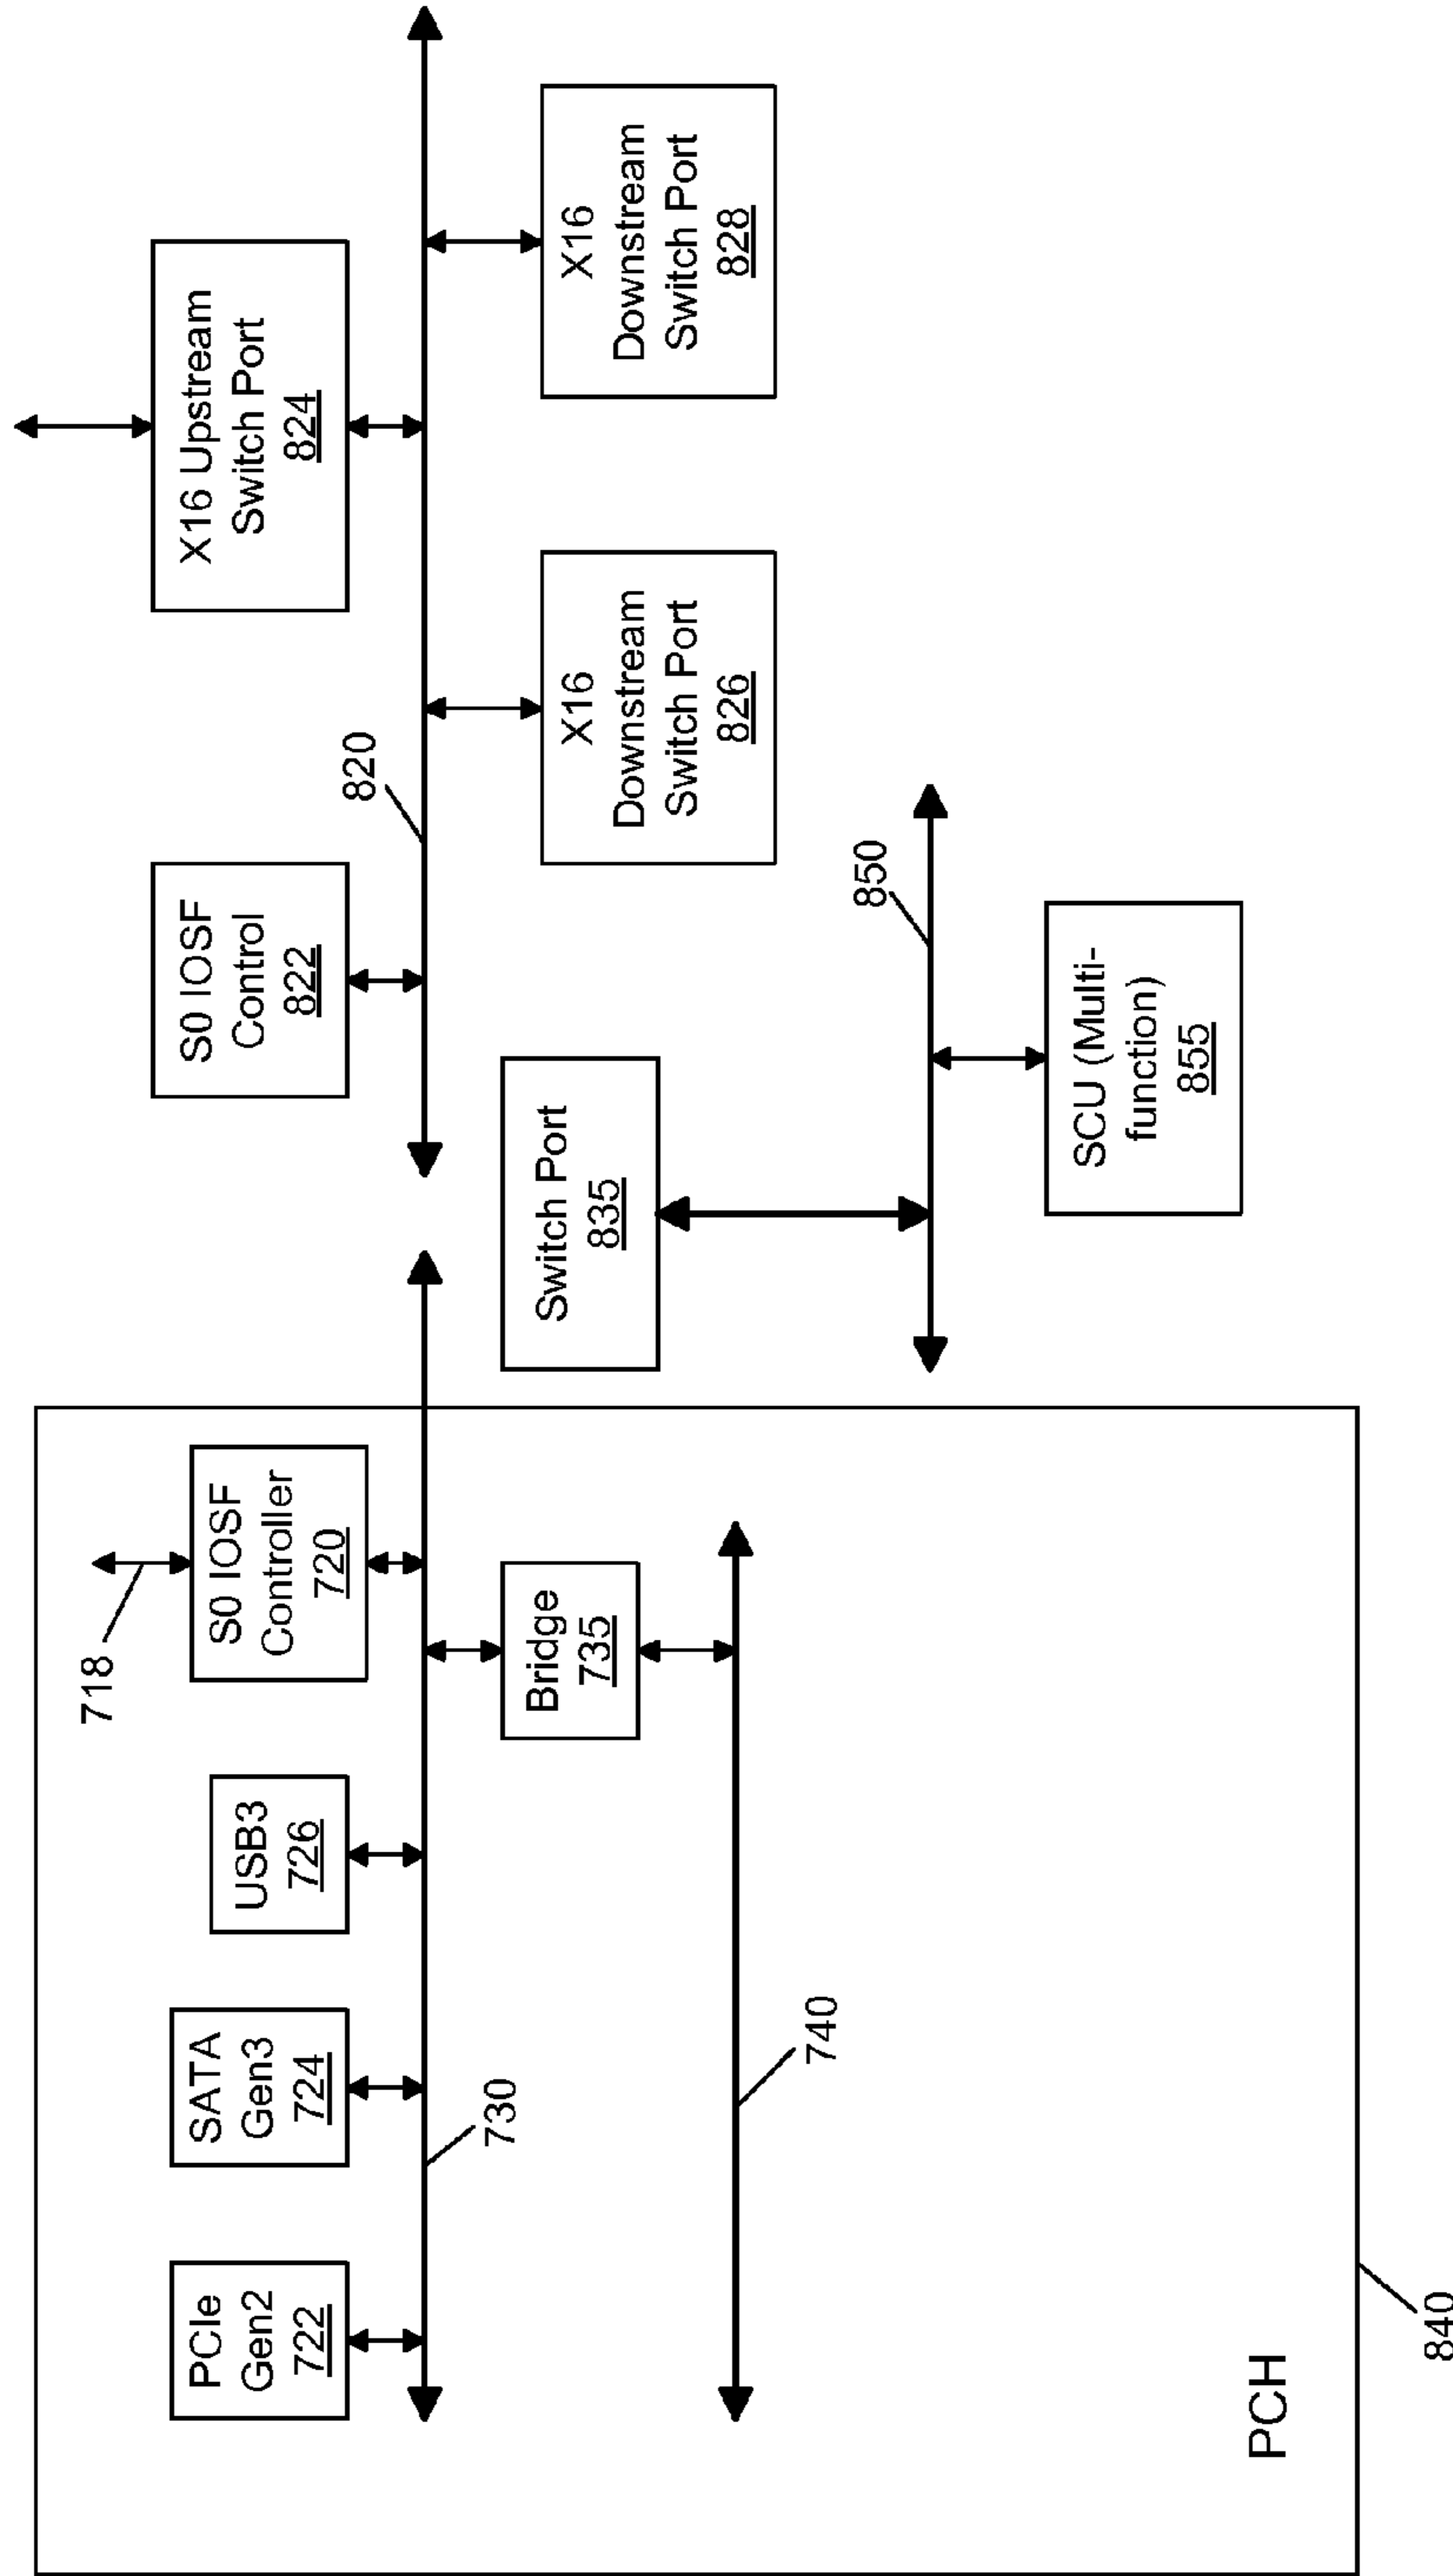 PCIe
Gen2
722
SATA
Gen3
724
USB3
726
718
S0 IOSF
Controller
720
730
Bridge
735
740
PCH
840
S0 IOSF
Control
822
820
X16 Upstream
Switch Port
824
X16
Downstream
Switch Port
826
X16
Downstream
Switch Port
828
Switch Port
835
850
SCU (Multi-
function)
855